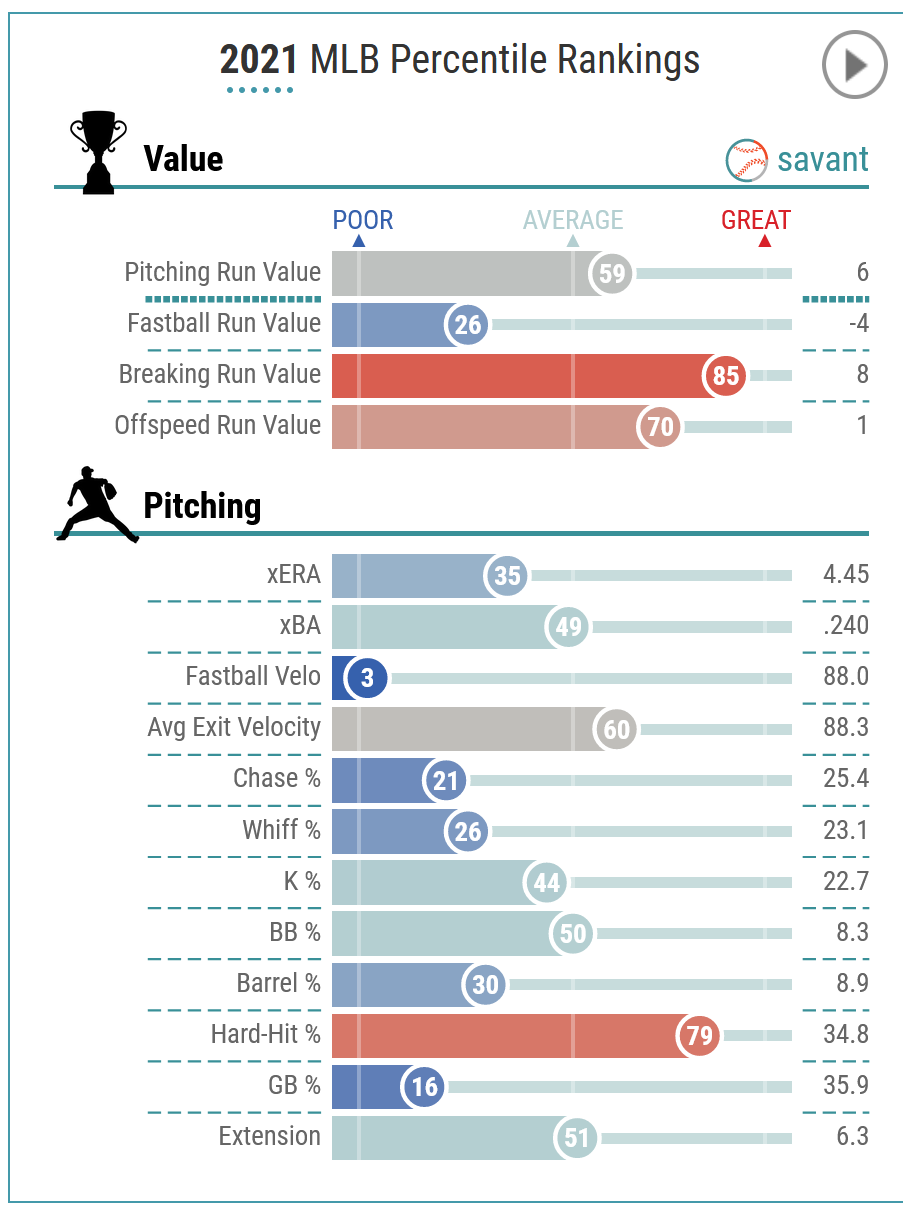 2021 MLB Percentile Rankings
Value
savant
POOR AVERAGE GREAT
Pitching Run Value 59 6
Fastball Run Value 26 -4
Breaking Run Value 85 8
Offspeed Run Value 70 1
Pitching
xERA 35 4.45
xBA 49 .240
Fastball Velo 3 88.0
Avg Exit Velocity 60 88.3
Chase % 21 25.4
Whiff % 26 23.1
K % 44 22.7
BB % 50 8.3
Barrel % 30 8.9
Hard-Hit % 79 34.8
GB % 16 35.9
Extension 51 6.3